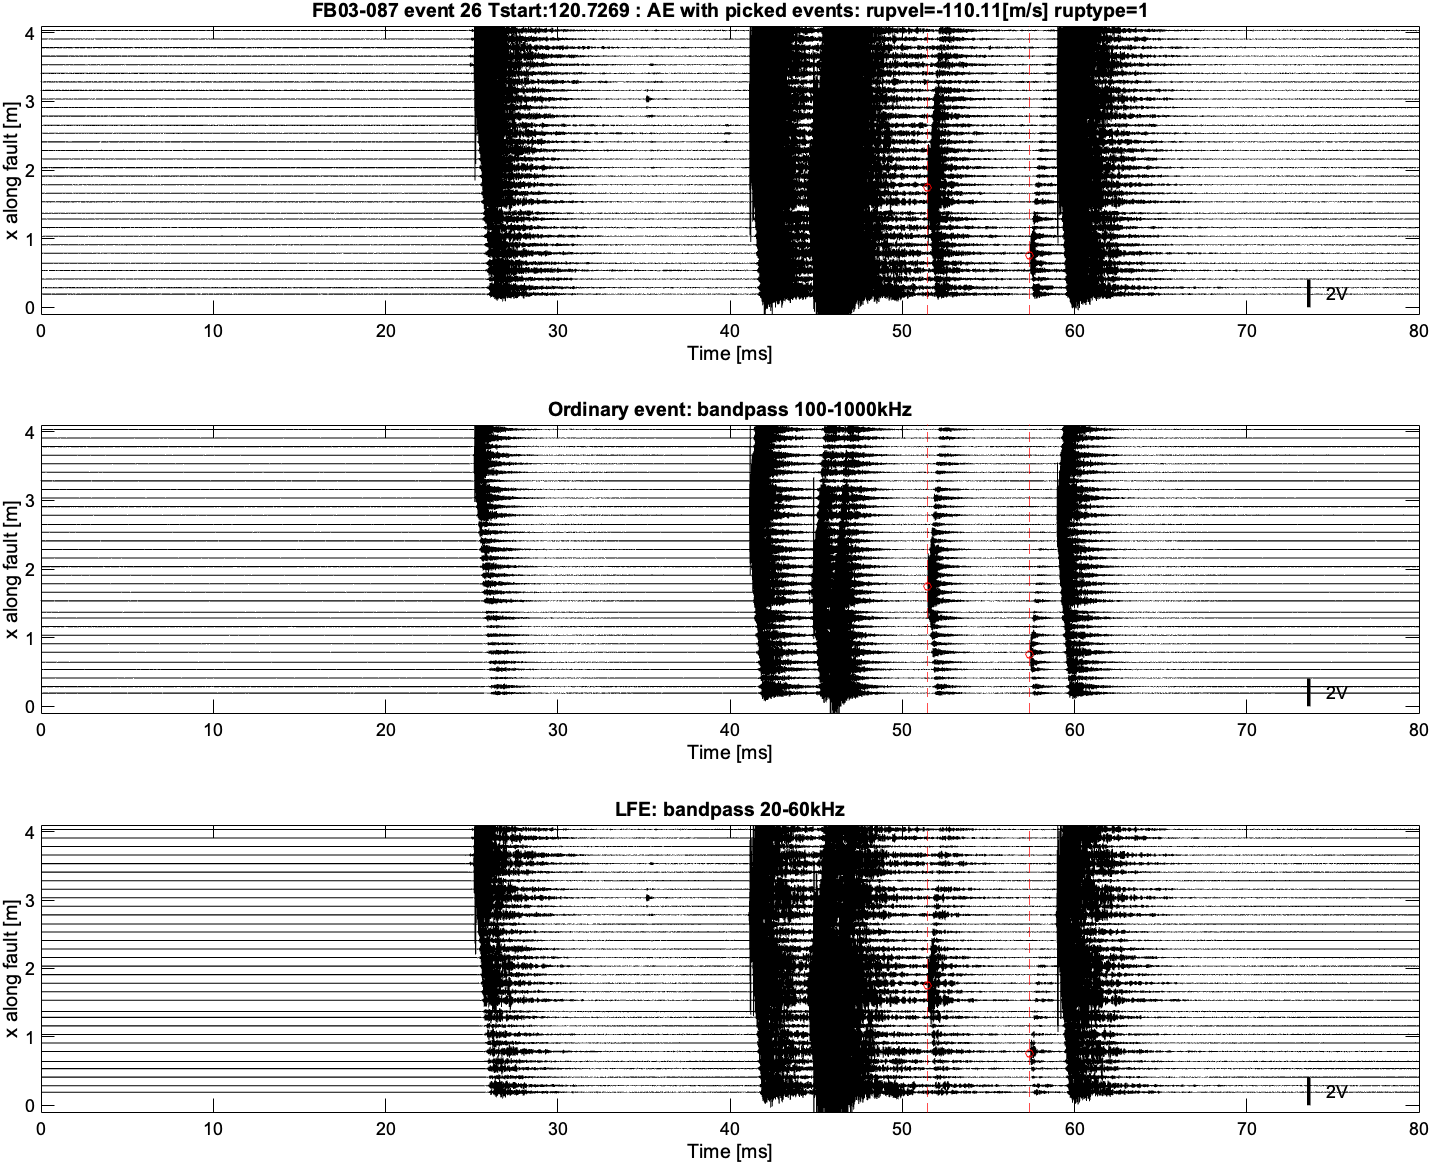 FB03-087 event 26 Tstart:120.7269 : AE with picked events: rupvel=-110.11[m/s] ruptype=1
4
3
2
1
0
x along fault [m]
2V
0 10 20 30 40 50 60 70 80
Time [ms]
Ordinary event: bandpass 100-1000kHz
4
3
2
1
0
x along fault [m]
2V
0 10 20 30 40 50 60 70 80
Time [ms]
LFE: bandpass 20-60kHz
4
3
2
1
0
x along fault [m]
2V
0 10 20 30 40 50 60 70 80
Time [ms]